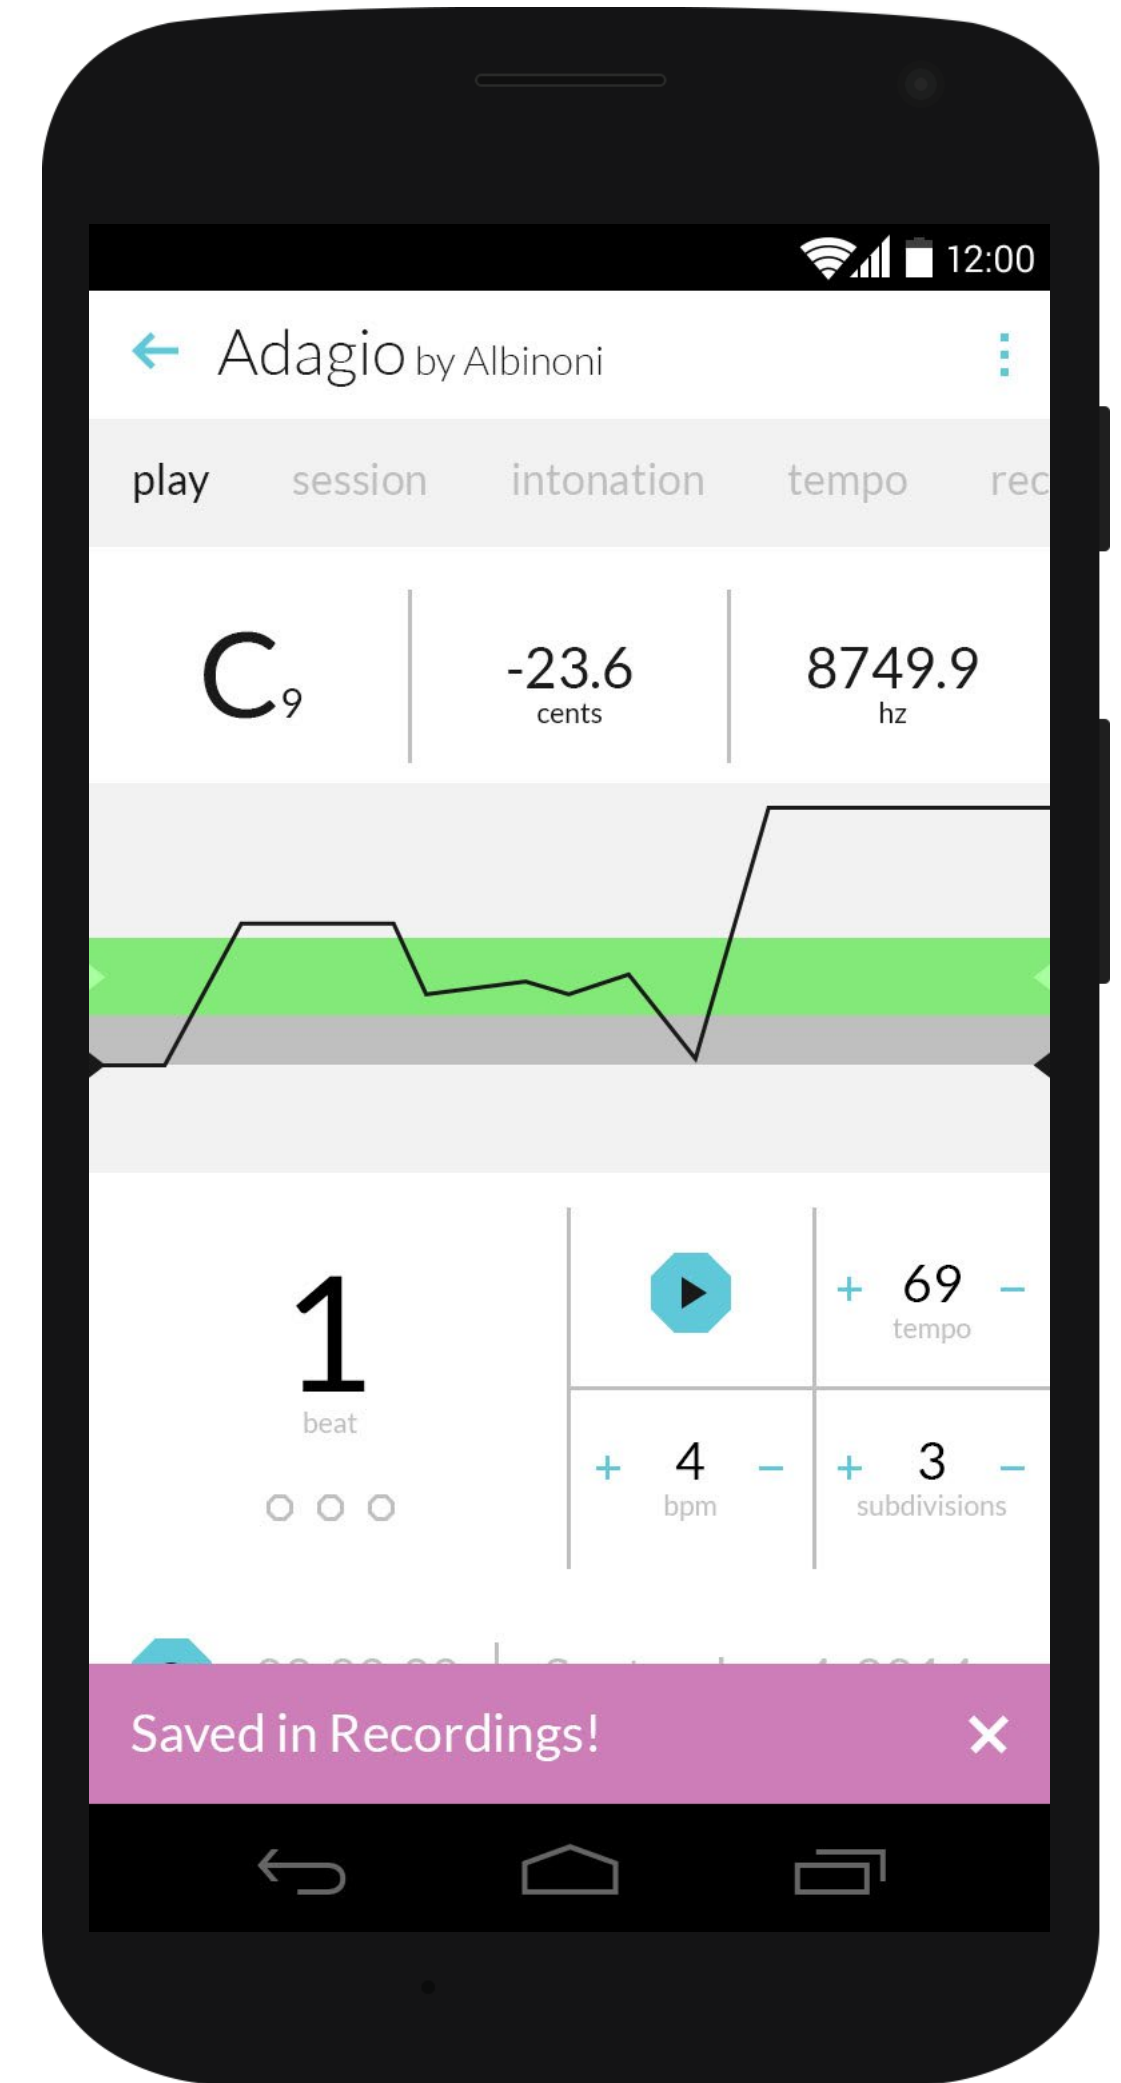 12:00
Adagio by Albinoni
play session intonation tempo rec
C9 -23.6 8749.9
cents hz
1
beat
+ 69 −
tempo
+ 4 − + 3 −
bpm subdivisions
Saved in Recordings!